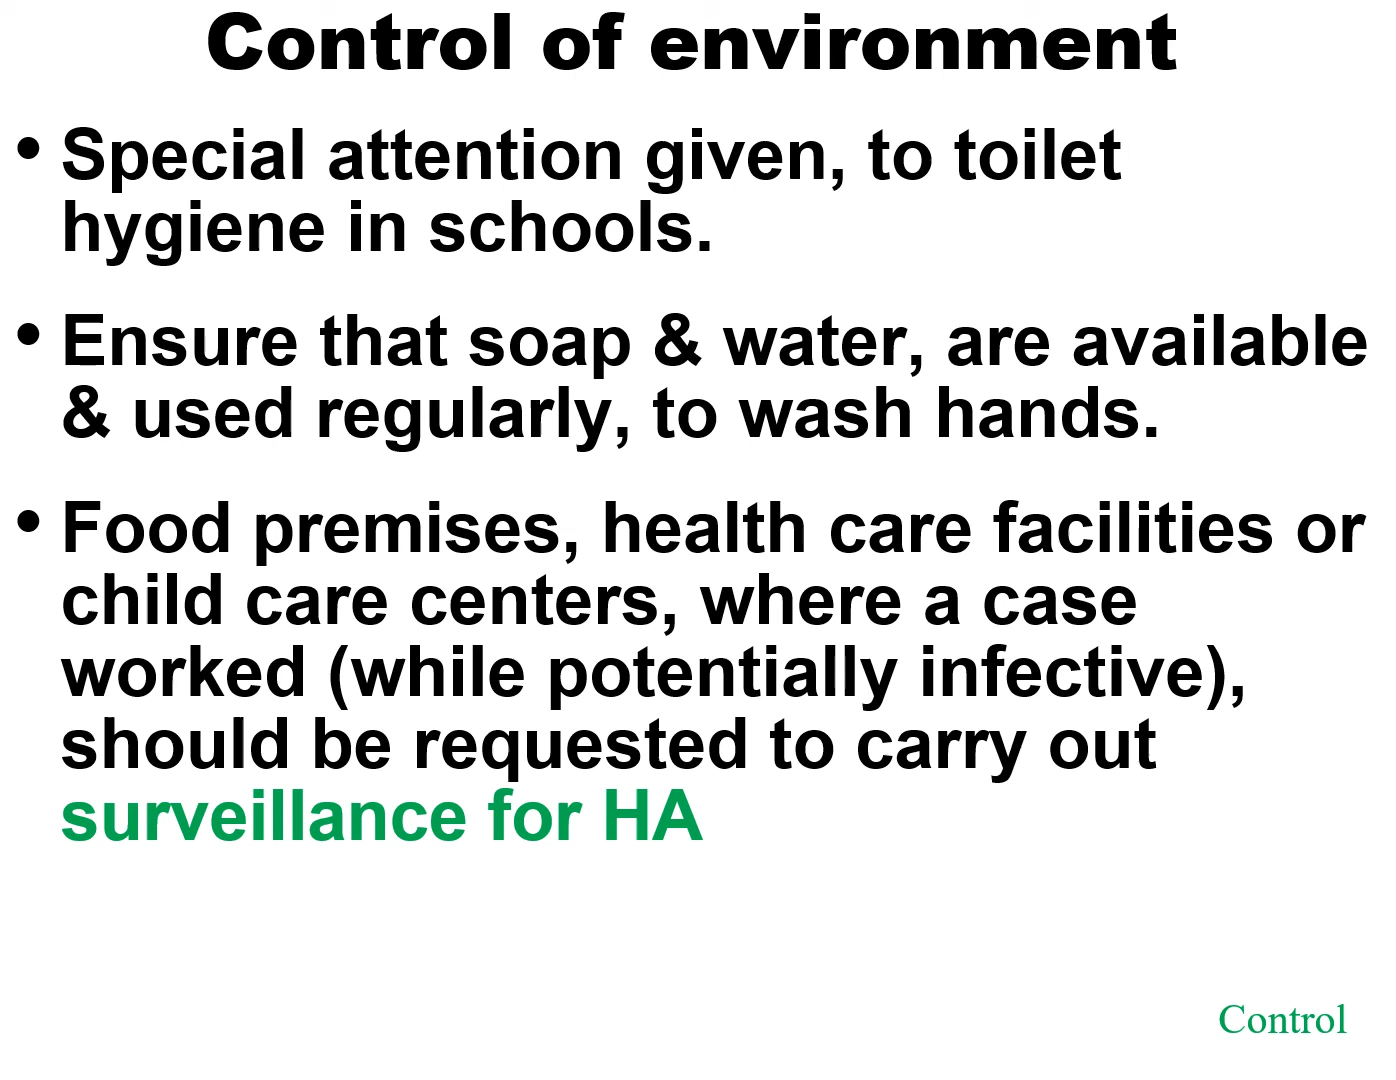 Control of environment
• Special attention given, to toilet
hygiene in schools.
• Ensure that soap & water, are available
& used regularly, to wash hands.
• Food premises, health care facilities or
child care centers, where a case
worked (while potentially infective),
should be requested to carry out
surveillance for HA
Control